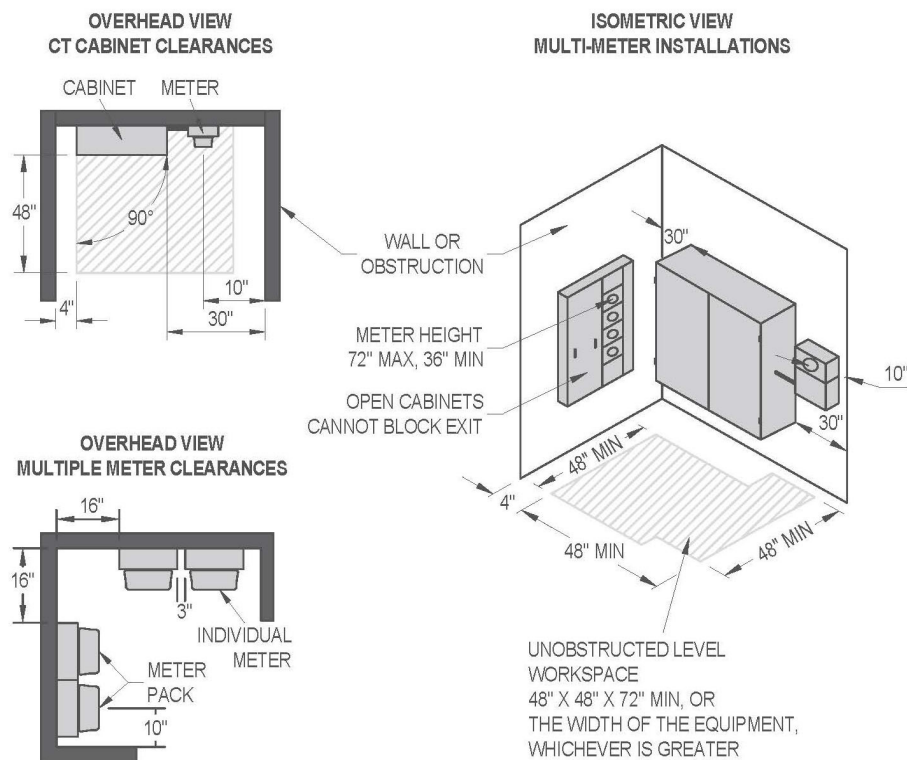 OVERHEAD VIEW
CT CABINET CLEARANCES
CABINET
METER
48"
90°
4"
10"
30"
WALL OR
OBSTRUCTION
METER HEIGHT
72" MAX, 36" MIN
OPEN CABINETS
CANNOT BLOCK EXIT
ISOMETRIC VIEW
MULTI-METER INSTALLATIONS
30"
10"
30"
48" MIN
4"
48" MIN
48" MIN
UNOBSTRUCTED LEVEL
WORKSPACE
48" X 48" X 72" MIN, OR
THE WIDTH OF THE EQUIPMENT,
WHICHEVER IS GREATER
OVERHEAD VIEW
MULTIPLE METER CLEARANCES
16"
16"
3"
INDIVIDUAL
METER
METER
PACK
10"